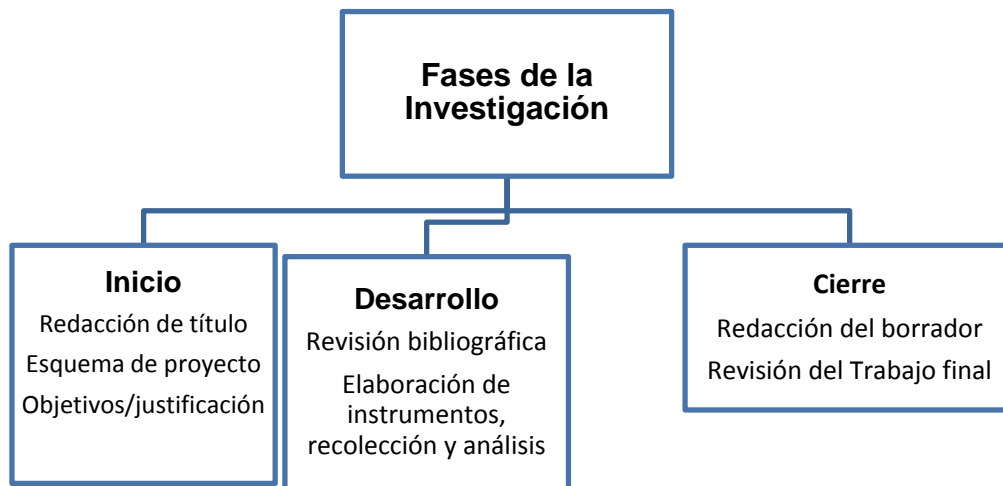 Fases de la
Investigación
Inicio
Redacción de título
Esquema de proyecto
Objetivos/justificación
Desarrollo
Revisión bibliográfica
Elaboración de
instrumentos,
recolección y análisis
Cierre
Redacción del borrador
Revisión del Trabajo final